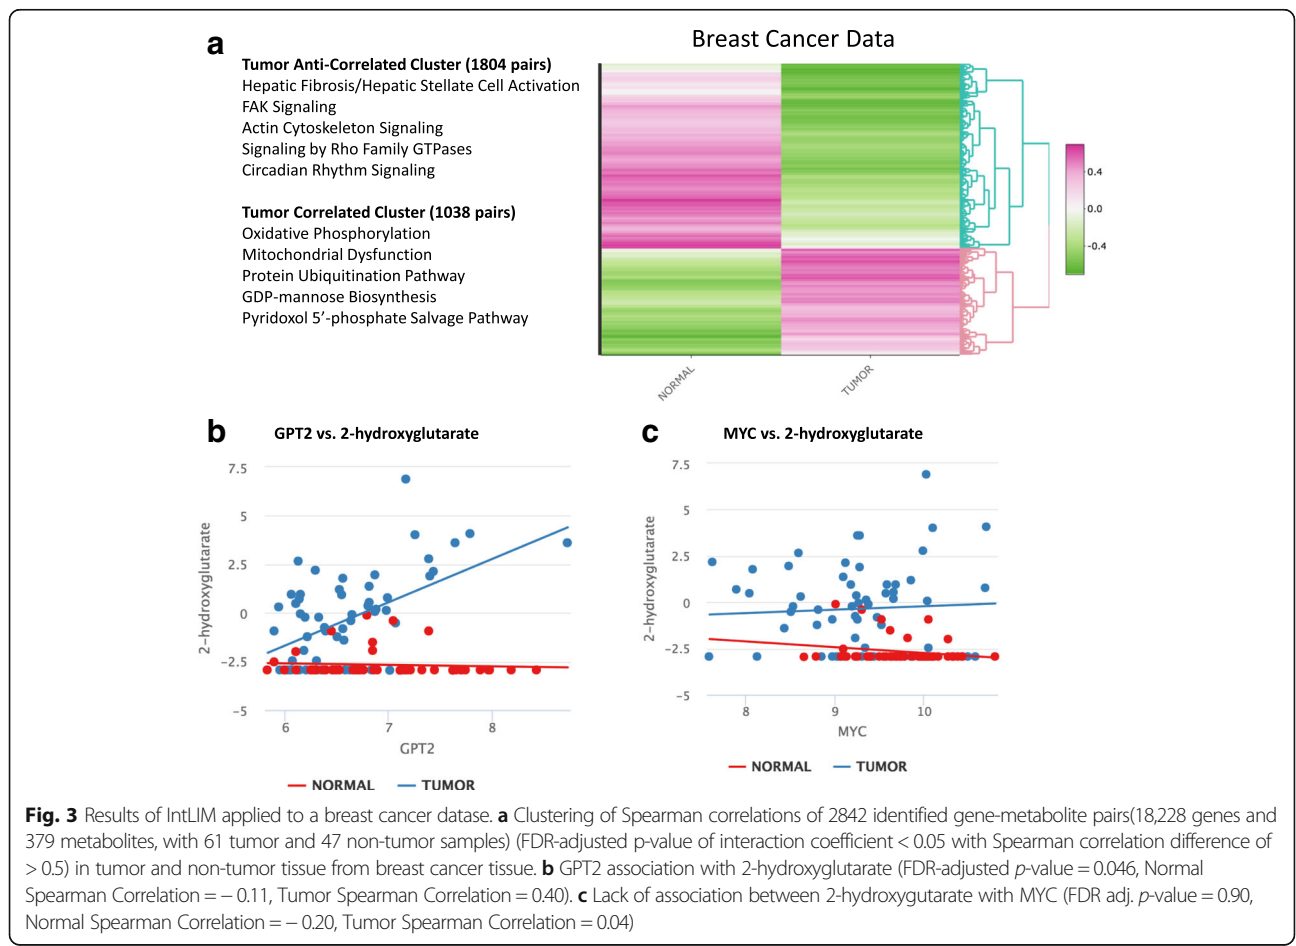 a
Breast Cancer Data
Tumor Anti-Correlated Cluster (1804 pairs)
Hepatic Fibrosis/Hepatic Stellate Cell Activation
FAK Signaling
Actin Cytoskeleton Signaling
Signaling by Rho Family GTPases
Circadian Rhythm Signaling
Tumor Correlated Cluster (1038 pairs)
Oxidative Phosphorylation
Mitochondrial Dysfunction
Protein Ubiquitination Pathway
GDP-mannose Biosynthesis
Pyridoxol 5’-phosphate Salvage Pathway
0.4
0.0
-0.4
NORMAL
TUMOR
b
GPT2 vs. 2-hydroxyglutarate
7.5
5
2.5
0
−2.5
−5
2-hydroxyglutarate
6
7
8
GPT2
NORMAL
TUMOR
c
MYC vs. 2-hydroxyglutarate
7.5
5
2.5
0
−2.5
−5
2-hydroxyglutarate
8
9
10
MYC
NORMAL
TUMOR
Fig. 3 Results of IntLIM applied to a breast cancer datase. a Clustering of Spearman correlations of 2842 identified gene-metabolite pairs(18,228 genes and
379 metabolites, with 61 tumor and 47 non-tumor samples) (FDR-adjusted p-value of interaction coefficient < 0.05 with Spearman correlation difference of
> 0.5) in tumor and non-tumor tissue from breast cancer tissue. b GPT2 association with 2-hydroxyglutarate (FDR-adjusted p-value = 0.046, Normal
Spearman Correlation = − 0.11, Tumor Spearman Correlation = 0.40). c Lack of association between 2-hydroxygutarate with MYC (FDR adj. p-value = 0.90,
Normal Spearman Correlation = − 0.20, Tumor Spearman Correlation = 0.04)